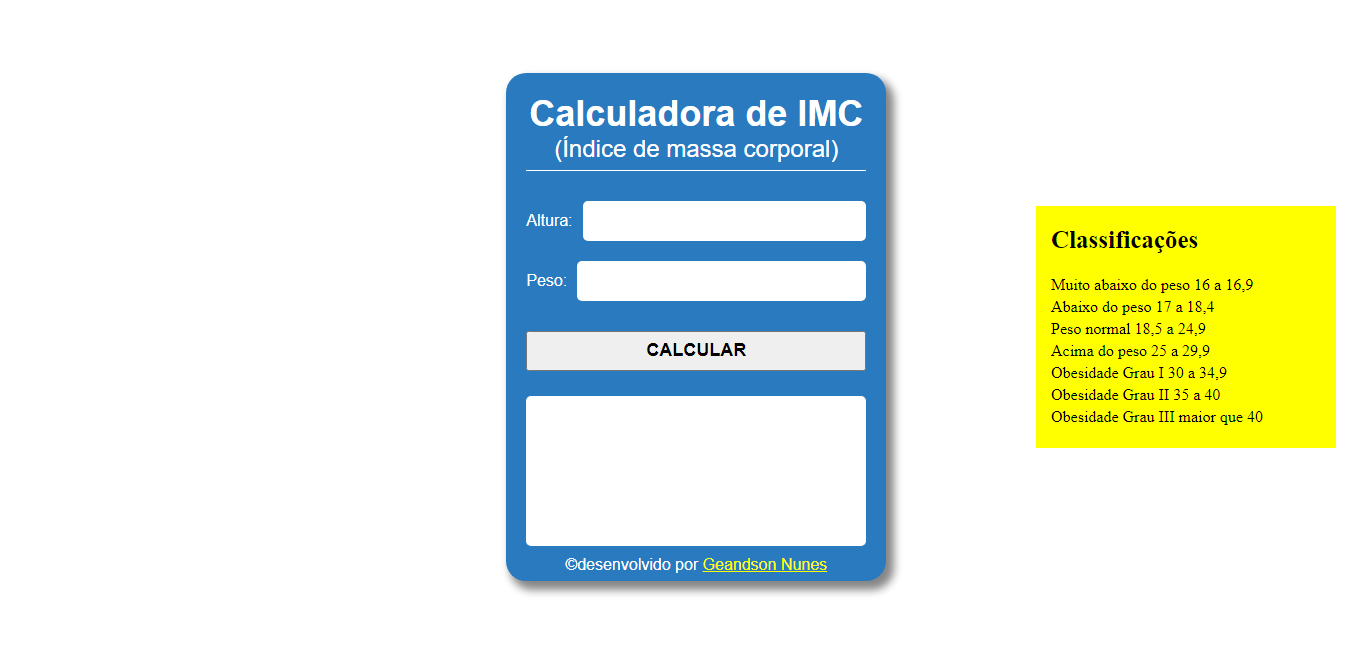 Calculadora de IMC
(Índice de massa corporal)
Altura:
Peso:
CALCULAR
©desenvolvido por Geandson Nunes
Classificações
Muito abaixo do peso 16 a 16,9
Abaixo do peso 17 a 18,4
Peso normal 18,5 a 24,9
Acima do peso 25 a 29,9
Obesidade Grau I 30 a 34,9
Obesidade Grau II 35 a 40
Obesidade Grau III maior que 40